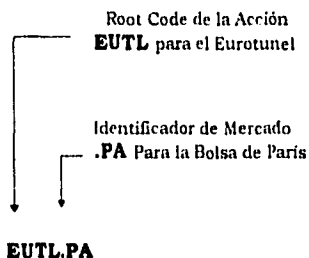 Root Code de la Acción
EUTL para el Eurotunel
Identificador de Mercado
.PA Para la Bolsa de París
EUTL.PA